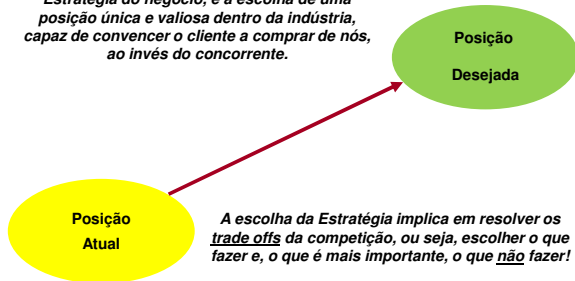 Estratégia do negócio, é a escolha de uma
posição única e valiosa dentro da indústria,
capaz de convencer o cliente a comprar de nós,
ao invés do concorrente.
Posição
Desejada
Posição
Atual
A escolha da Estratégia implica em resolver os
trade offs da competição, ou seja, escolher o que
fazer e, o que é mais importante, o que não fazer!